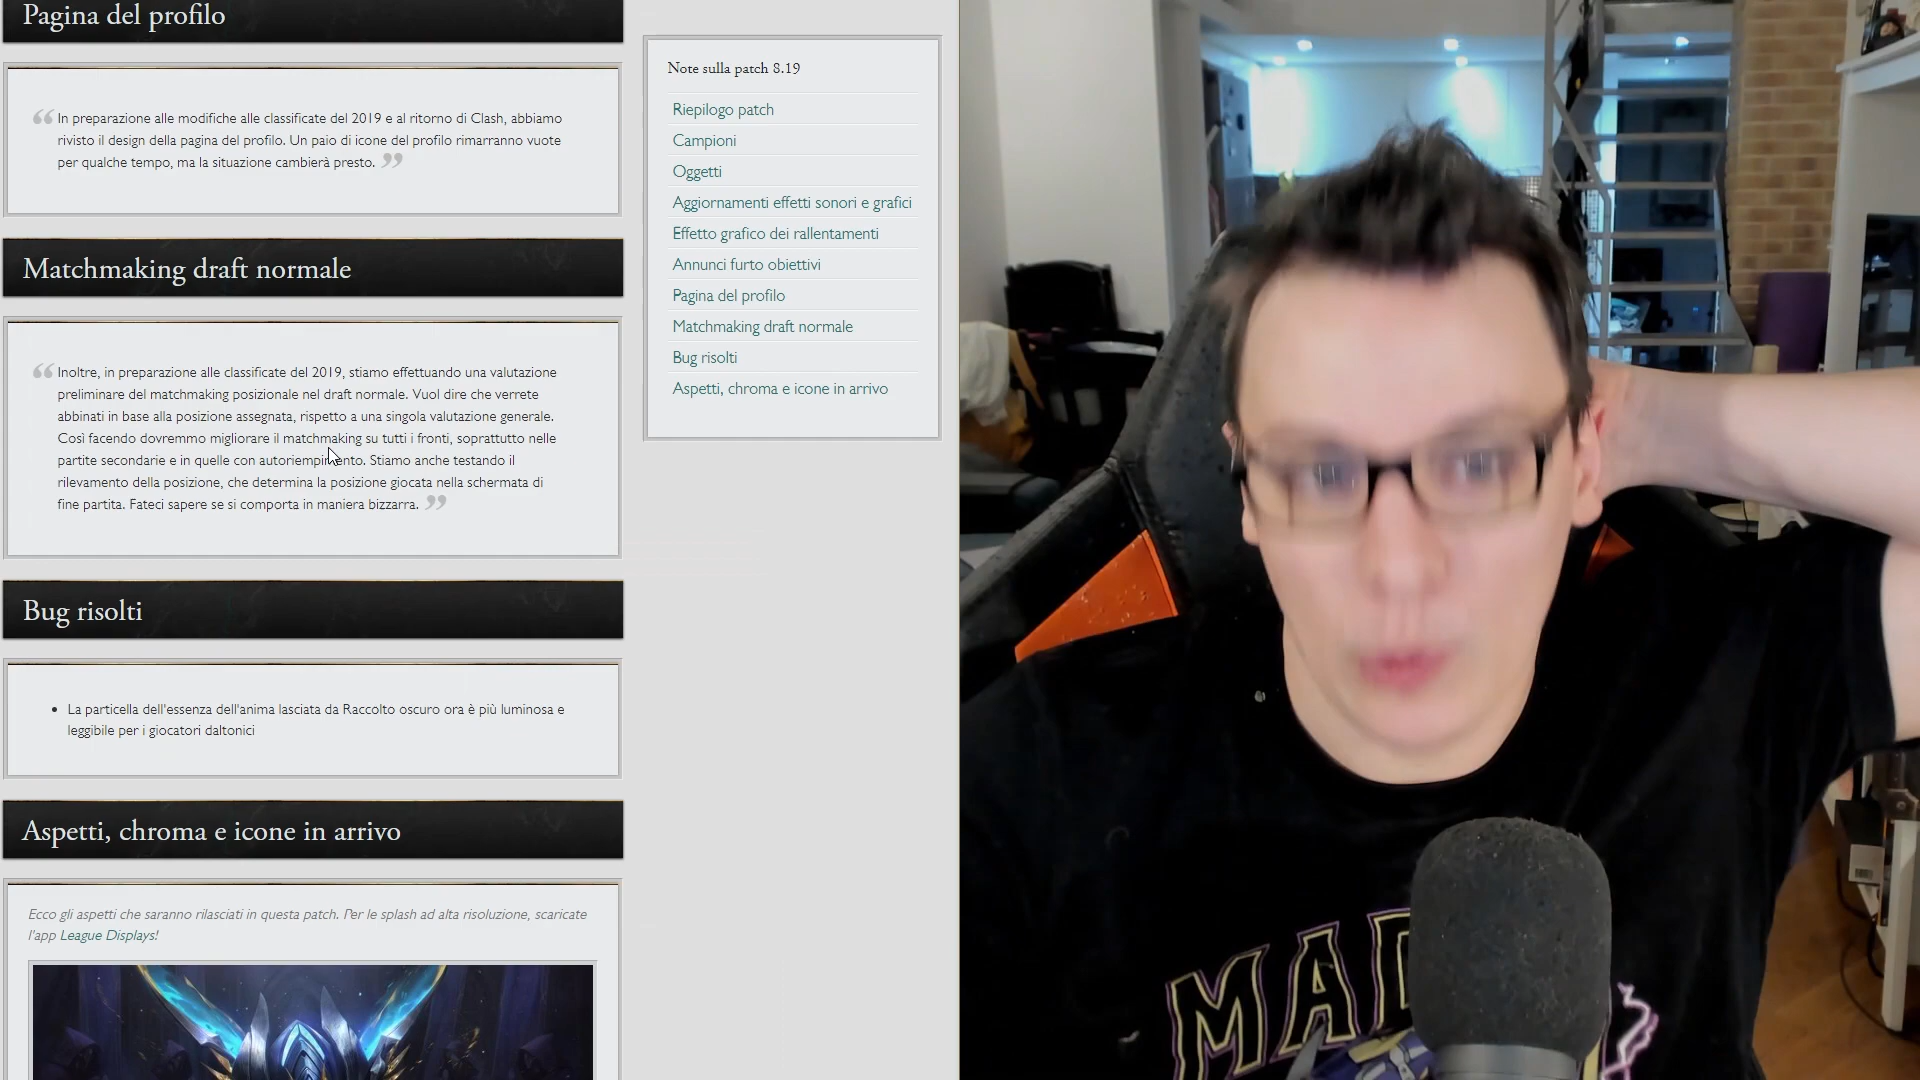 Pagina del profilo
In preparazione alle modifiche alle classificate del 2019 e al ritorno di Clash, abbiamo
rivisto il design della pagina del profilo. Un paio di icone del profilo rimarranno vuote
per qualche tempo, ma la situazione cambierà presto.
Matchmaking draft normale
Inoltre, in preparazione alle classificate del 2019, stiamo effettuando una valutazione
preliminare del matchmaking posizionale nel draft normale. Vuol dire che verrete
abbinati in base alla posizione assegnata, rispetto a una singola valutazione generale.
Così facendo dovremmo migliorare il matchmaking su tutti i fronti, soprattutto nelle
partite secondarie e in quelle con autoriempimento. Stiamo anche testando il
rilevamento della posizione, che determina la posizione giocata nella schermata di
fine partita. Fateci sapere se si comporta in maniera bizzarra.
Bug risolti
• La particella dell'essenza dell'anima lasciata da Raccolto oscuro ora è più luminosa e
leggibile per i giocatori daltonici
Aspetti, chroma e icone in arrivo
Ecco gli aspetti che saranno rilasciati in questa patch. Per le splash ad alta risoluzione, scaricate
l'app League Displays!
Note sulla patch 8.19
Riepilogo patch
Campioni
Oggetti
Aggiornamenti effetti sonori e grafici
Effetto grafico dei rallentamenti
Annunci furto obiettivi
Pagina del profilo
Matchmaking draft normale
Bug risolti
Aspetti, chroma e icone in arrivo
MAD